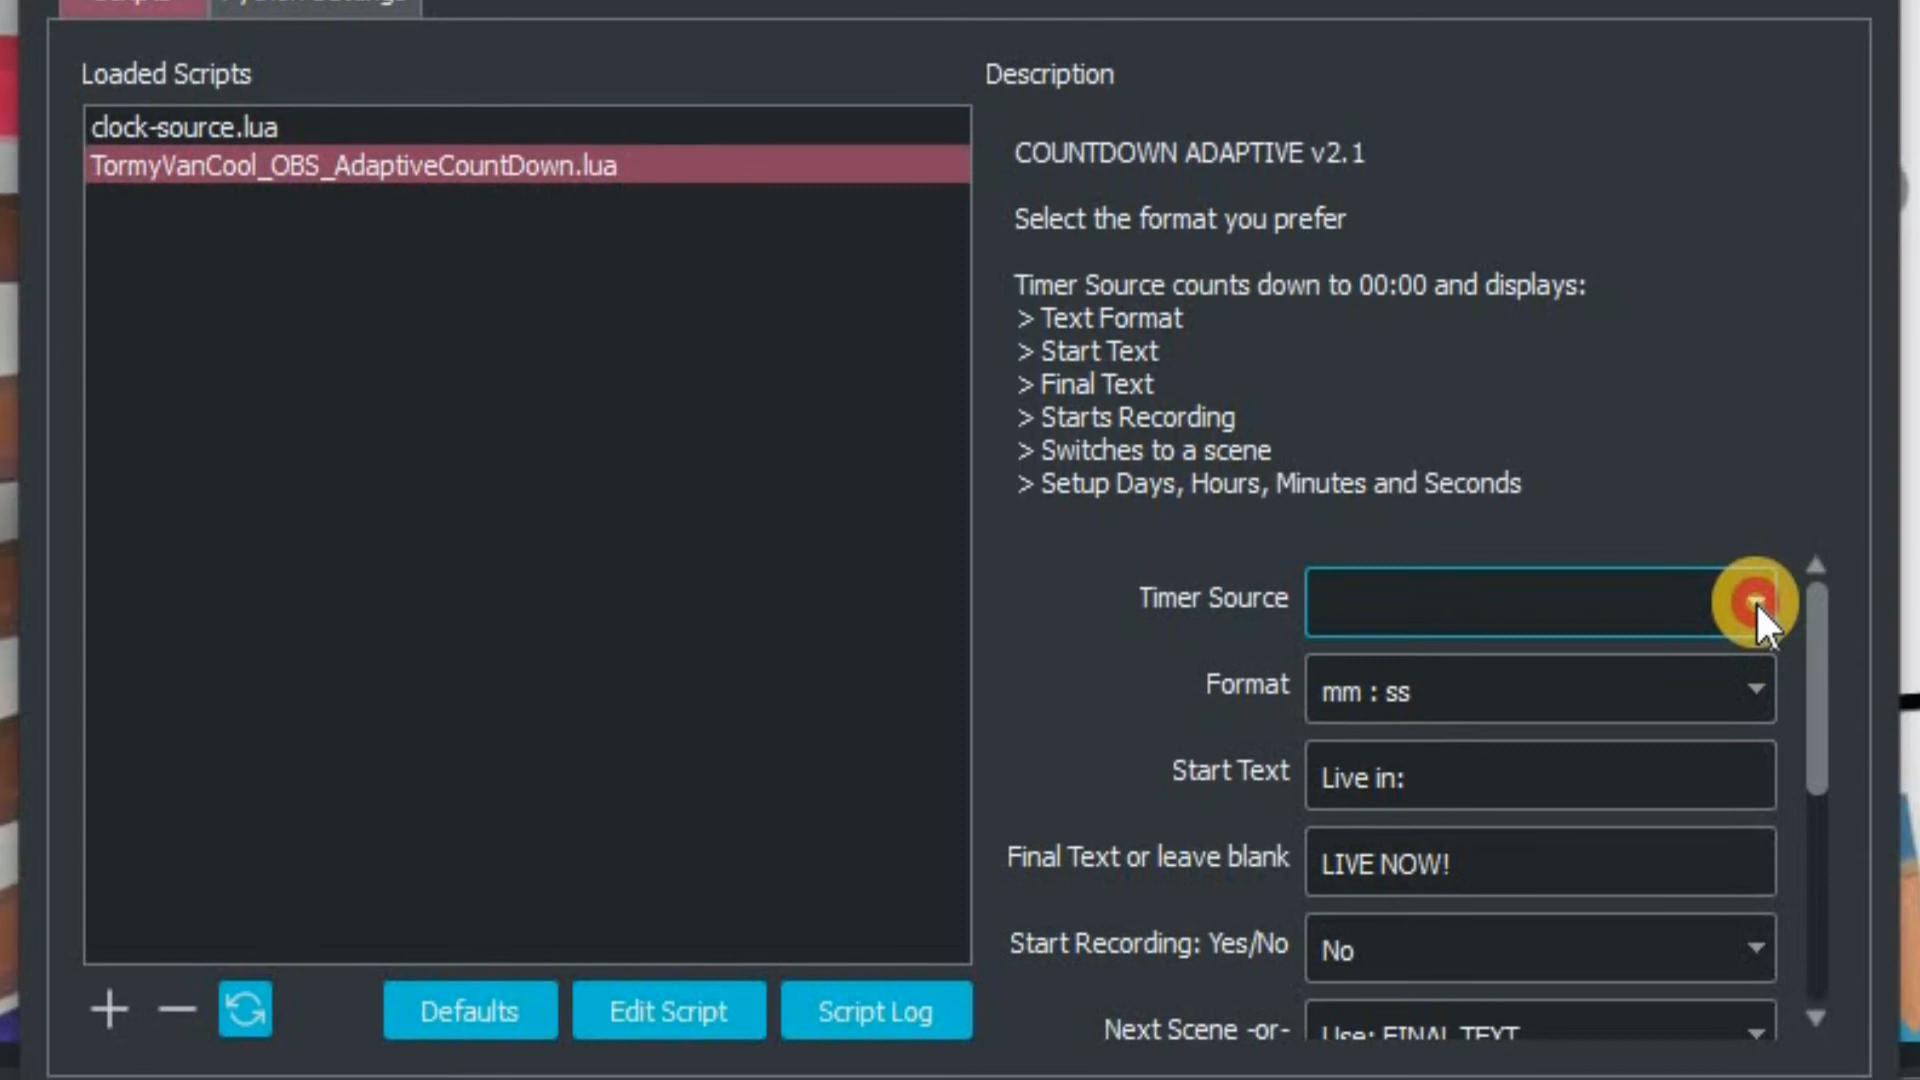 Loaded Scripts
clock-source.lua
TormyVanCool_OBS_AdaptiveCountDown.lua
Defaults
Edit Script
Script Log
Description
COUNTDOWN ADAPTIVE v2.1
Select the format you prefer
Timer Source counts down to 00:00 and displays:
> Text Format
> Start Text
> Final Text
> Starts Recording
> Switches to a scene
> Setup Days, Hours, Minutes and Seconds
Timer Source
Format mm : ss
Start Text Live in:
Final Text or leave blank LIVE NOW!
Start Recording: Yes/No No
Next Scene -or- Use: FINAL TEXT